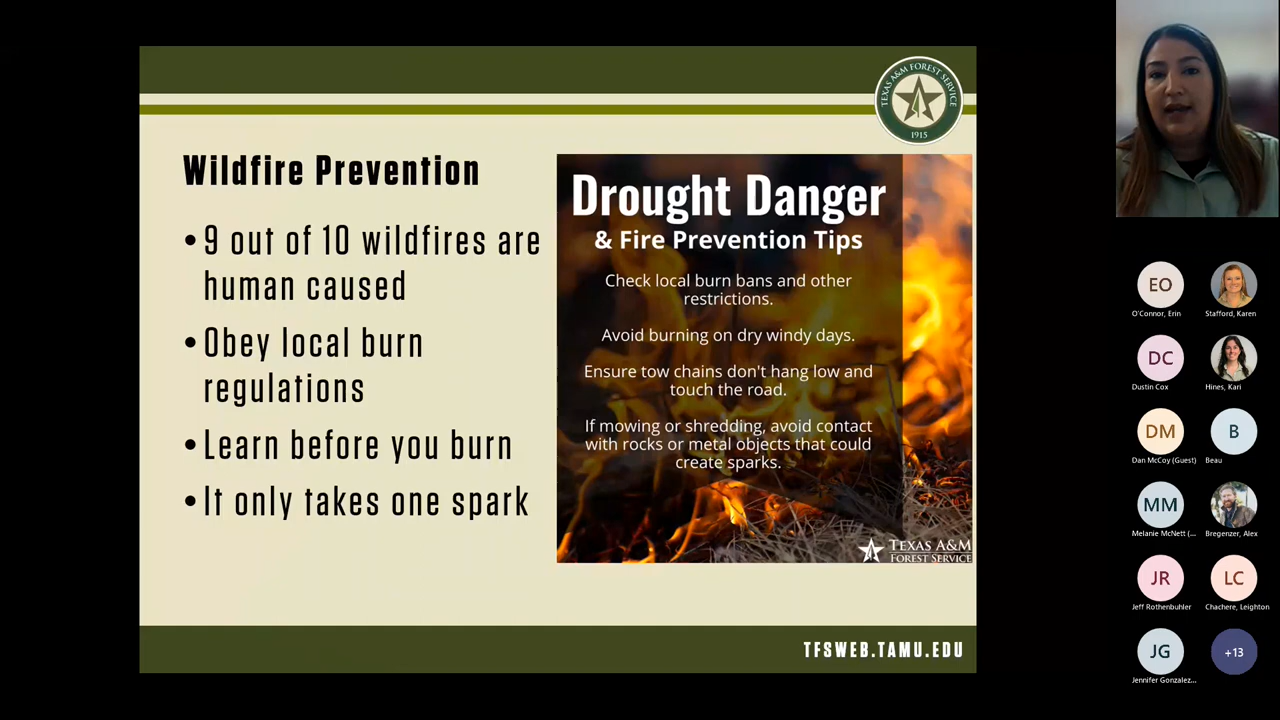 TEXAS A&M FOREST SERVICE
1915
Wildfire Prevention
•9 out of 10 wildfires are
human caused
•Obey local burn
regulations
•Learn before you burn
•It only takes one spark
Drought Danger
& Fire Prevention Tips
Check local burn bans and other
restrictions.
Avoid burning on dry windy days.
Ensure tow chains don't hang low and
touch the road.
If mowing or shredding, avoid contact
with rocks or metal objects that could
create sparks.
TEXAS A&M
FOREST SERVICE
TFSWEB.TAMU.EDU
EO
O'Connor, Erin
Stafford, Karen
DC
Dustin Cox
Hines, Kari
DM
B
Dan McCoy (Guest)
Beau
MM
Melanie McNett (...
Bregenzer, Alex
JR
LC
Jeff Rothenbuhler
Chachere, Leighton
JG
+13
Jennifer Gonzalez...